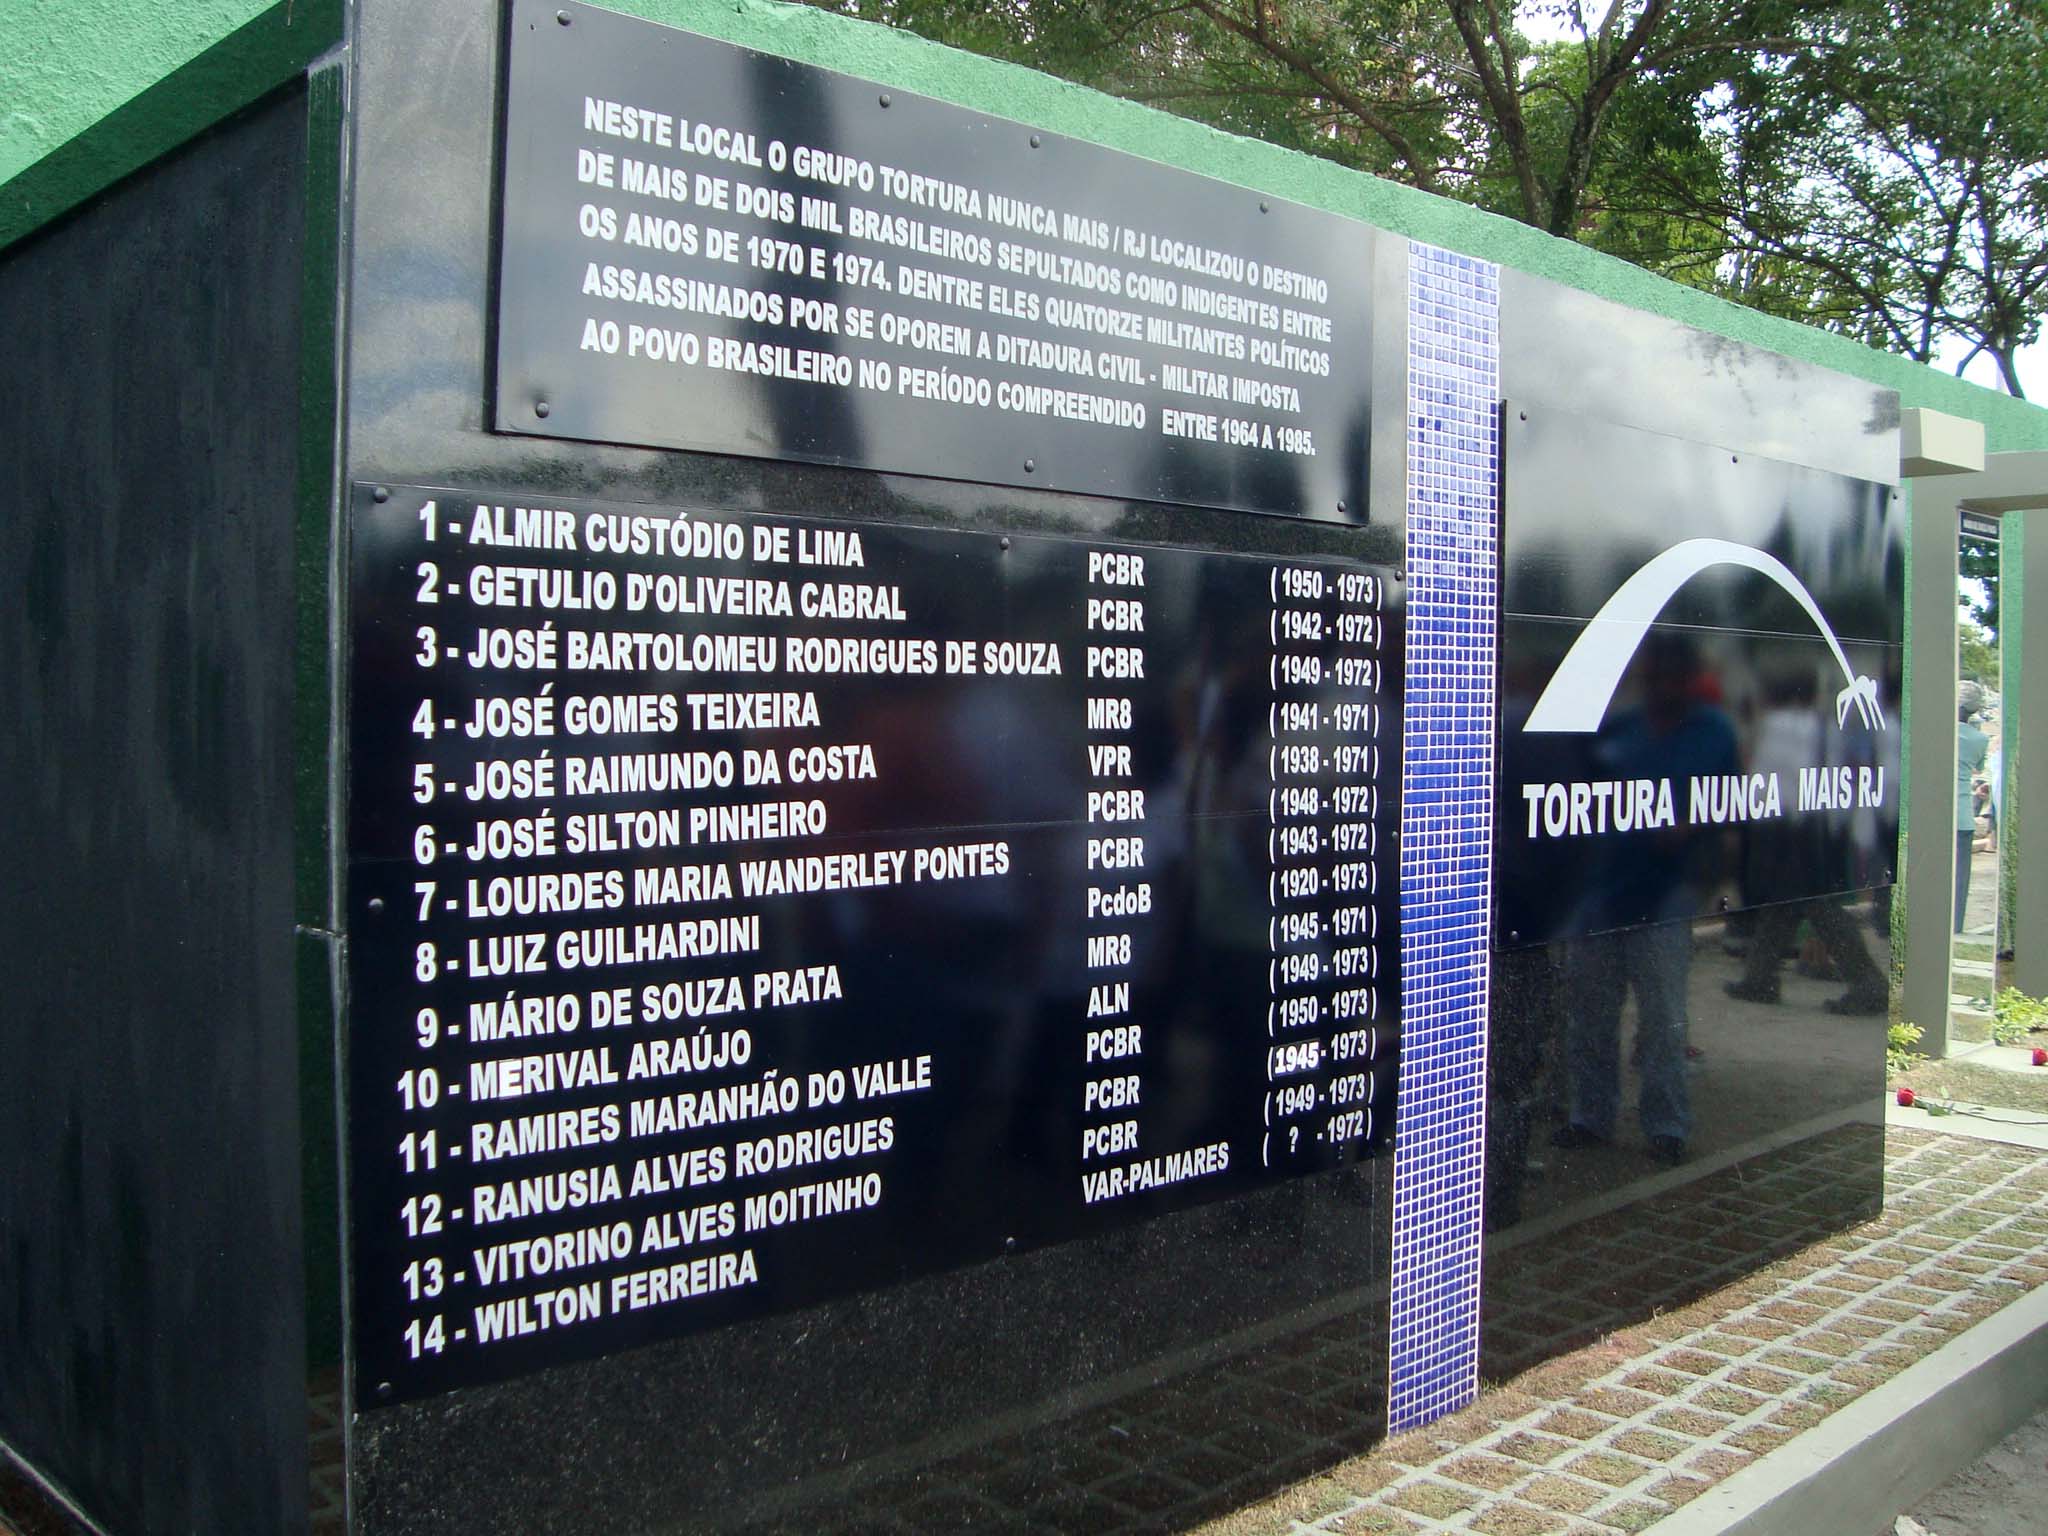 NESTE LOCAL O GRUPO TORTURA NUNCA MAIS / RJ LOCALIZOU O DESTINO
DE MAIS DE DOIS MIL BRASILEIROS SEPULTADOS COMO INDIGENTES ENTRE
OS ANOS DE 1970 E 1974. DENTRE ELES QUATORZE MILITANTES POLÍTICOS
ASSASSINADOS POR SE OPOREM A DITADURA CIVIL - MILITAR IMPOSTA
AO POVO BRASILEIRO NO PERÍODO COMPREENDIDO ENTRE 1964 A 1985.
1 - ALMIR CUSTÓDIO DE LIMA PCBR ( 1950 - 1973 )
2 - GETULIO D'OLIVEIRA CABRAL PCBR ( 1942 - 1972 )
3 - JOSÉ BARTOLOMEU RODRIGUES DE SOUZA PCBR ( 1949 - 1972 )
4 - JOSÉ GOMES TEIXEIRA MR8 ( 1941 - 1971 )
5 - JOSÉ RAIMUNDO DA COSTA VPR ( 1938 - 1971 )
6 - JOSÉ SILTON PINHEIRO PCBR ( 1948 - 1972 )
7 - LOURDES MARIA WANDERLEY PONTES PCBR ( 1943 - 1972 )
8 - LUIZ GUILHARDINI PcdoB ( 1920 - 1973 )
9 - MÁRIO DE SOUZA PRATA MR8 ( 1945 - 1971 )
10 - MERIVAL ARAÚJO ALN ( 1949 - 1973 )
11 - RAMIRES MARANHÃO DO VALLE PCBR ( 1950 - 1973 )
12 - RANUSIA ALVES RODRIGUES PCBR ( 1945 - 1973 )
13 - VITORINO ALVES MOITINHO PCBR ( 1949 - 1973 )
14 - WILTON FERREIRA VAR-PALMARES ( ? - 1972 )
TORTURA NUNCA MAIS RJ